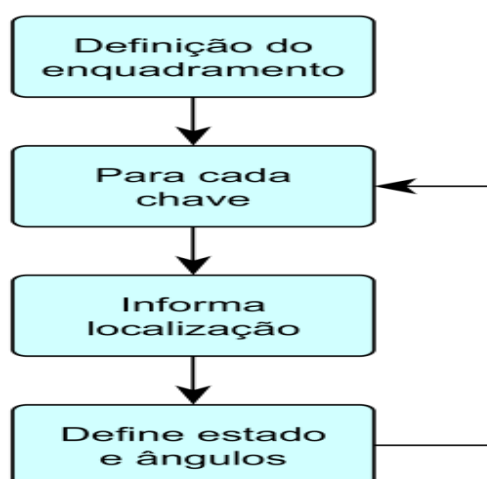 Definição do
enquadramento
Para cada
chave
Informa
localização
Define estado
e ângulos